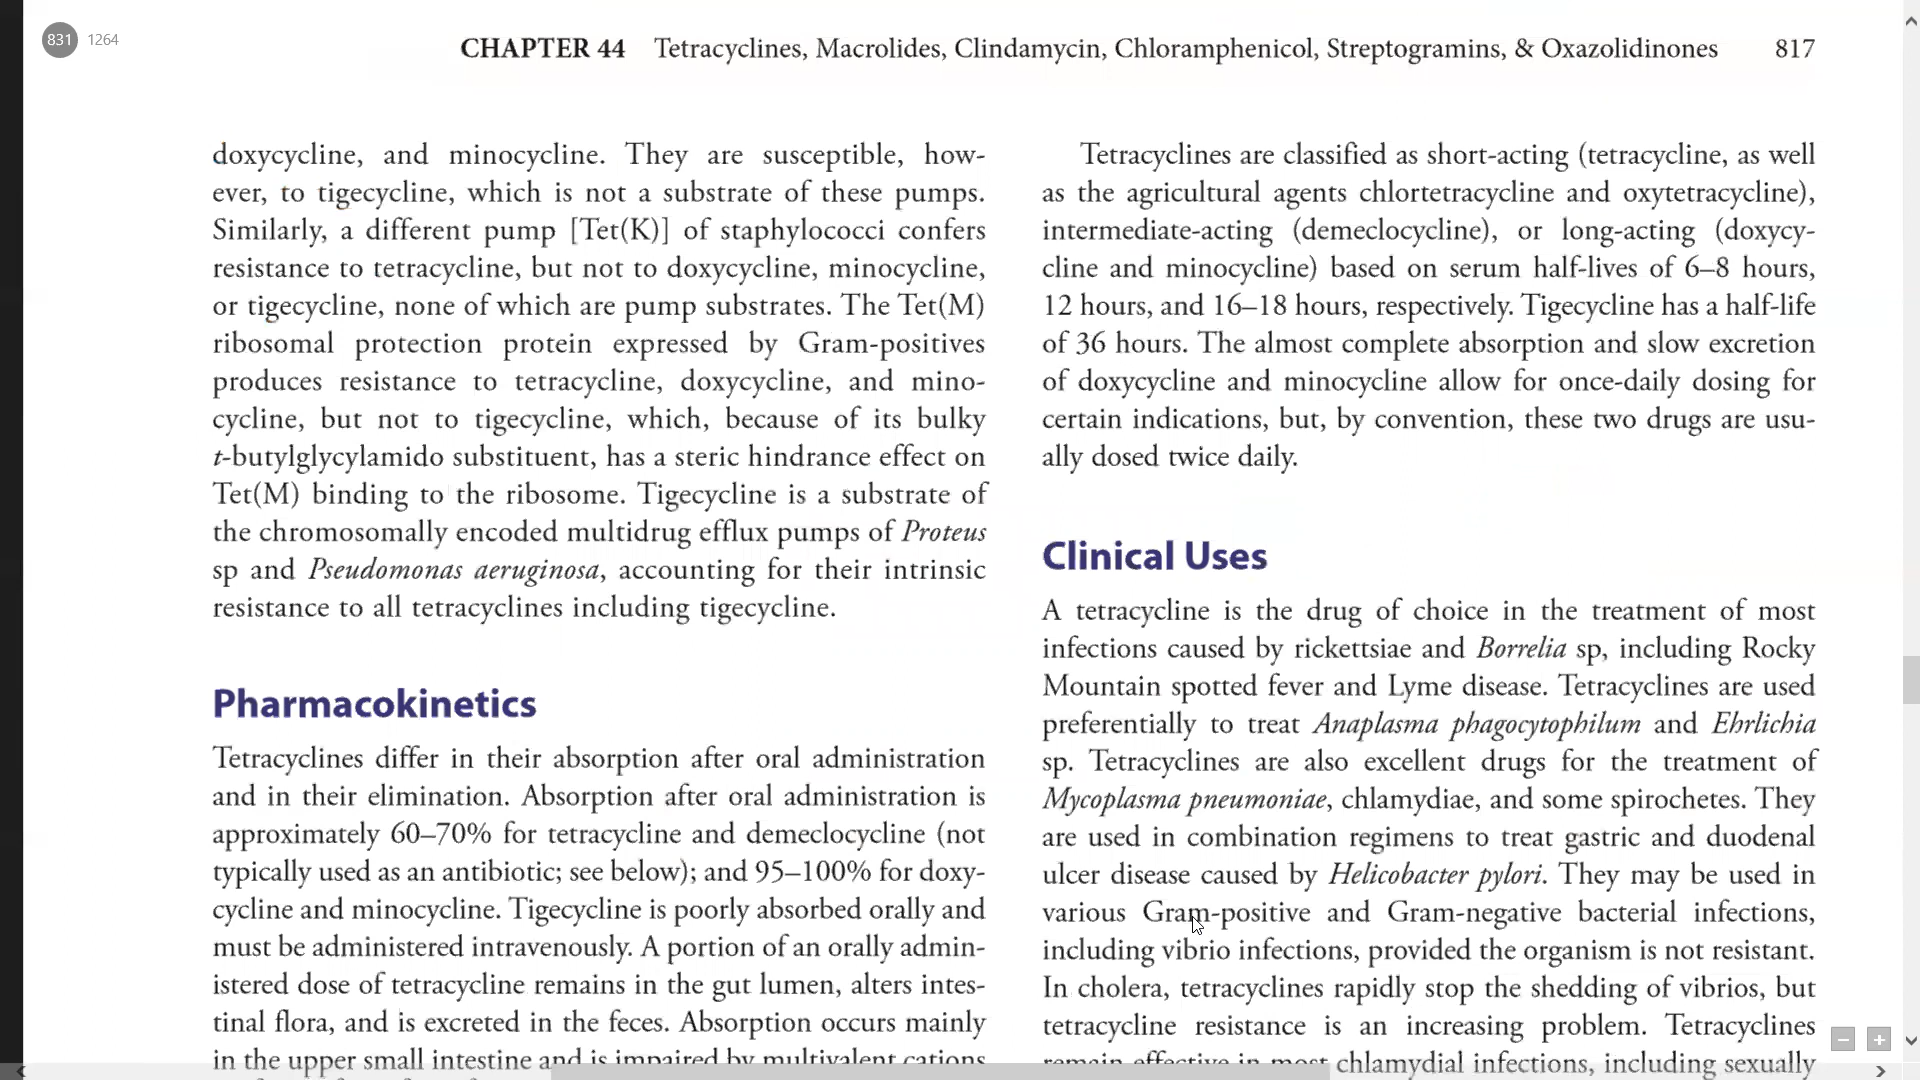 831 1264
CHAPTER 44 Tetracyclines, Macrolides, Clindamycin, Chloramphenicol, Streptogramins, & Oxazolidinones 817
doxycycline, and minocycline. They are susceptible, how-
ever, to tigecycline, which is not a substrate of these pumps.
Similarly, a different pump [Tet(K)] of staphylococci confers
resistance to tetracycline, but not to doxycycline, minocycline,
or tigecycline, none of which are pump substrates. The Tet(M)
ribosomal protection protein expressed by Gram-positives
produces resistance to tetracycline, doxycycline, and mino-
cycline, but not to tigecycline, which, because of its bulky
t-butylglycylamido substituent, has a steric hindrance effect on
Tet(M) binding to the ribosome. Tigecycline is a substrate of
the chromosomally encoded multidrug efflux pumps of Proteus
sp and Pseudomonas aeruginosa, accounting for their intrinsic
resistance to all tetracyclines including tigecycline.
Pharmacokinetics
Tetracyclines differ in their absorption after oral administration
and in their elimination. Absorption after oral administration is
approximately 60–70% for tetracycline and demeclocycline (not
typically used as an antibiotic; see below); and 95–100% for doxy-
cycline and minocycline. Tigecycline is poorly absorbed orally and
must be administered intravenously. A portion of an orally admin-
istered dose of tetracycline remains in the gut lumen, alters intes-
tinal flora, and is excreted in the feces. Absorption occurs mainly
in the upper small intestine and is impaired by multivalent cations
Tetracyclines are classified as short-acting (tetracycline, as well
as the agricultural agents chlortetracycline and oxytetracycline),
intermediate-acting (demeclocycline), or long-acting (doxycy-
cline and minocycline) based on serum half-lives of 6–8 hours,
12 hours, and 16–18 hours, respectively. Tigecycline has a half-life
of 36 hours. The almost complete absorption and slow excretion
of doxycycline and minocycline allow for once-daily dosing for
certain indications, but, by convention, these two drugs are usu-
ally dosed twice daily.
Clinical Uses
A tetracycline is the drug of choice in the treatment of most
infections caused by rickettsiae and Borrelia sp, including Rocky
Mountain spotted fever and Lyme disease. Tetracyclines are used
preferentially to treat Anaplasma phagocytophilum and Ehrlichia
sp. Tetracyclines are also excellent drugs for the treatment of
Mycoplasma pneumoniae, chlamydiae, and some spirochetes. They
are used in combination regimens to treat gastric and duodenal
ulcer disease caused by Helicobacter pylori. They may be used in
various Gram-positive and Gram-negative bacterial infections,
including vibrio infections, provided the organism is not resistant.
In cholera, tetracyclines rapidly stop the shedding of vibrios, but
tetracycline resistance is an increasing problem. Tetracyclines
remain effective in most chlamydial infections, including sexually